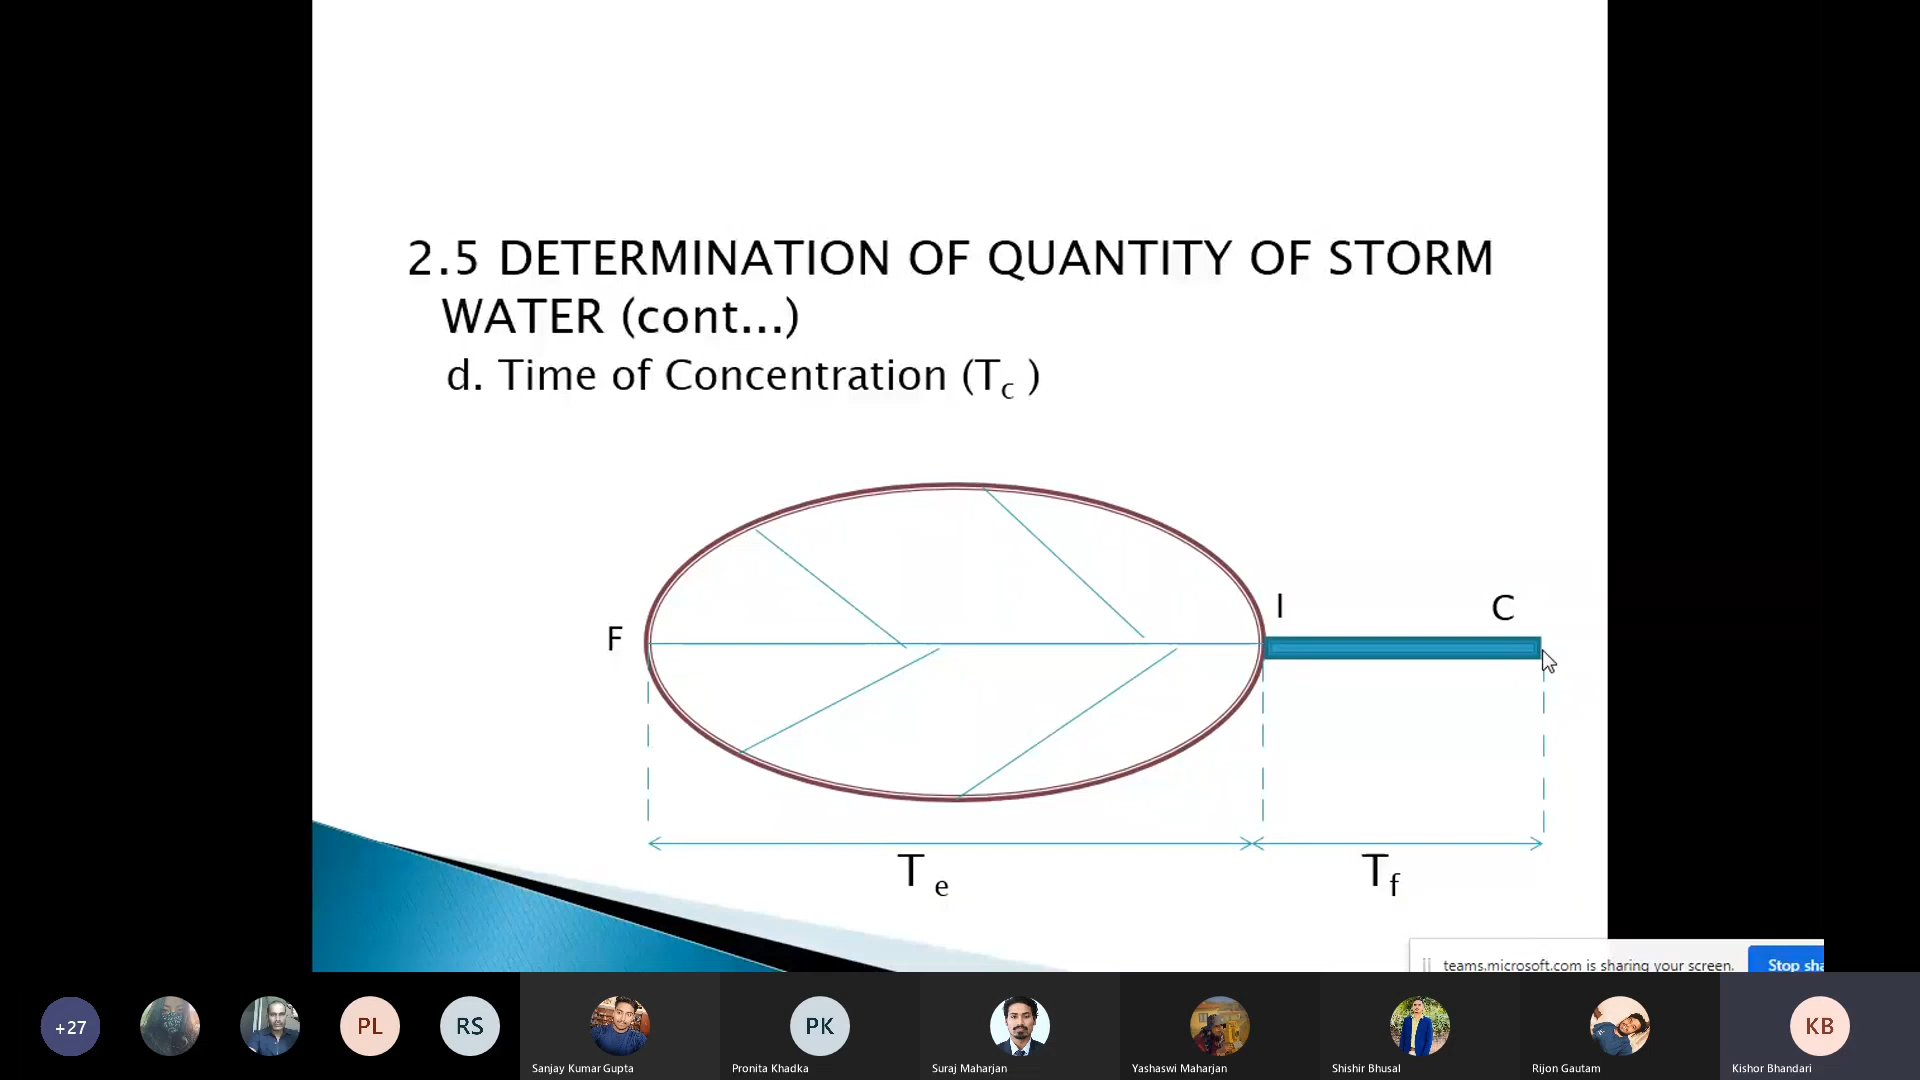 2.5 DETERMINATION OF QUANTITY OF STORM
WATER (cont...)
d. Time of Concentration (Tc )
I
C
F
T e
Tf
teams.microsoft.com is sharing your screen.
Stop sha
+27
PL
RS
PK
KB
Sanjay Kumar Gupta
Pronita Khadka
Suraj Maharjan
Yashaswi Maharjan
Shishir Bhusal
Rijon Gautam
Kishor Bhandari